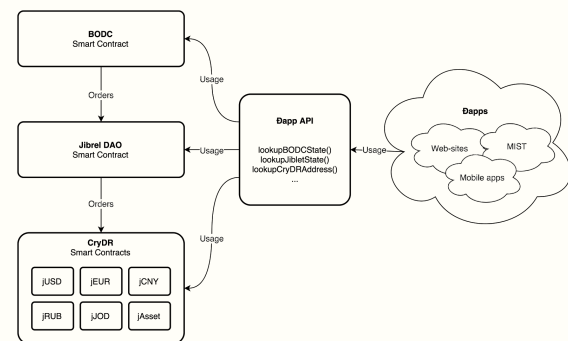 BODC
Smart Contract
Orders
Jibrel DAO
Smart Contract
Orders
CryDR
Smart Contracts
jUSD
jEUR
jCNY
jRUB
jJOD
jAsset
Usage
Usage
Usage
Đapp API
lookupBODCState()
lookupJibletState()
lookupCryDRAddress()
...
Usage
Đapps
Web-sites
MIST
Mobile apps